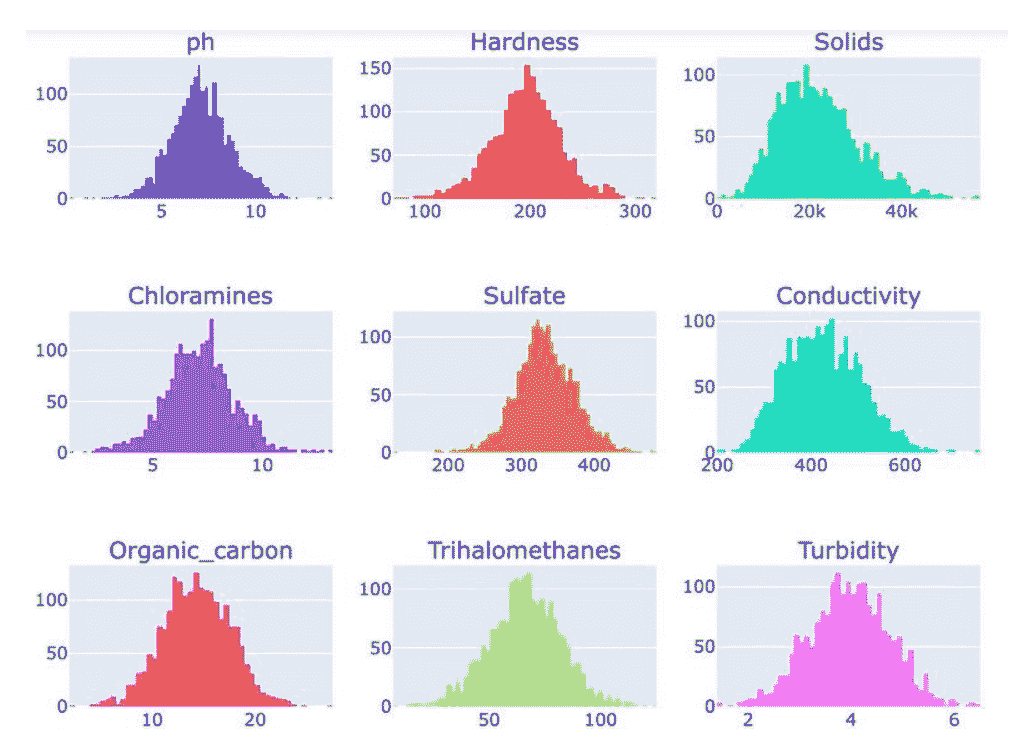 ph Hardness Solids
150
100 100 100
50 50 50
0 0 0
5 10 100 200 300 0 20k 40k
Chloramines Sulfate Conductivity
100 100 100
50 50 50
0 0 0
5 10 200 300 400 200 400 600
Organic_carbon Trihalomethanes Turbidity
100 100 100
50 50 50
0 0 0
10 20 50 100 2 4 6